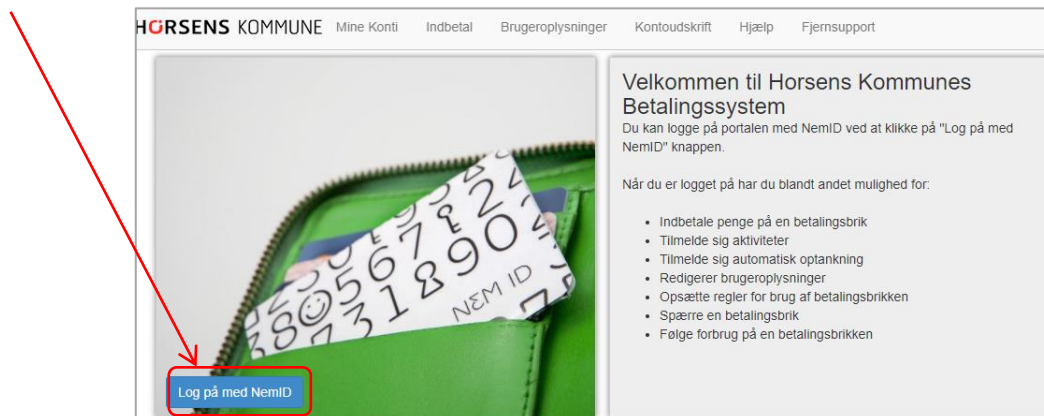 HORSENS KOMMUNE Mine Konti Indbetal Brugeroplysninger Kontoudskrift Hjælp Fjernsupport
Velkommen til Horsens Kommunes
Betalingssystem
Du kan logge på portalen med NemID ved at klikke på "Log på med
NemID" knappen.
Når du er logget på har du blandt andet mulighed for:
• Indbetale penge på en betalingsbrik
• Tilmelde sig aktiviteter
• Tilmelde sig automatisk optankning
• Redigerer brugeroplysninger
• Opsætte regler for brug af betalingsbrikken
• Spærre en betalingsbrik
• Følge forbrug på en betalingsbrikken
NEM ID
Log på med NemID